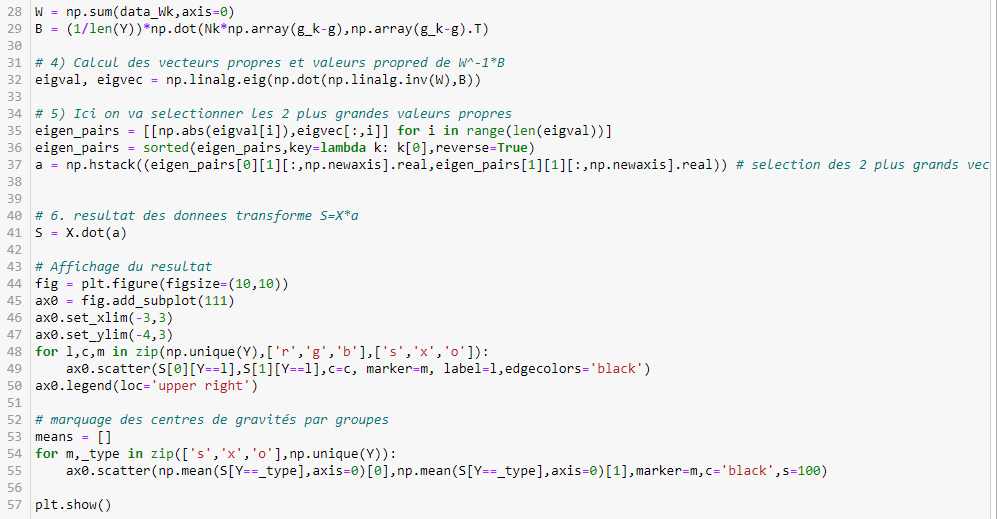 28 W = np.sum(data_Wk,axis=0)
29 B = (1/len(Y))*np.dot(Nk*np.array(g_k-g),np.array(g_k-g).T)
30
31 # 4) Calcul des vecteurs propres et valeurs propred de W^-1*B
32 eigval, eigvec = np.linalg.eig(np.dot(np.linalg.inv(W),B))
33
34 # 5) Ici on va selectionner les 2 plus grandes valeurs propres
35 eigen_pairs = [[np.abs(eigval[i]),eigvec[:,i]] for i in range(len(eigval))]
36 eigen_pairs = sorted(eigen_pairs,key=lambda k: k[0],reverse=True)
37 a = np.hstack((eigen_pairs[0][1][:,np.newaxis].real,eigen_pairs[1][1][:,np.newaxis].real)) # selection des 2 plus grands vec
38
39
40 # 6. resultat des donnees transforme S=X*a
41 S = X.dot(a)
42
43 # Affichage du resultat
44 fig = plt.figure(figsize=(10,10))
45 ax0 = fig.add_subplot(111)
46 ax0.set_xlim(-3,3)
47 ax0.set_ylim(-4,3)
48 for l,c,m in zip(np.unique(Y),['r','g','b'],['s','x','o']):
49     ax0.scatter(S[0][Y==l],S[1][Y==l],c=c, marker=m, label=l,edgecolors='black')
50 ax0.legend(loc='upper right')
51
52 # marquage des centres de gravités par groupes
53 means = []
54 for m,_type in zip(['s','x','o'],np.unique(Y)):
55     ax0.scatter(np.mean(S[Y==_type],axis=0)[0],np.mean(S[Y==_type],axis=0)[1],marker=m,c='black',s=100)
56
57 plt.show()